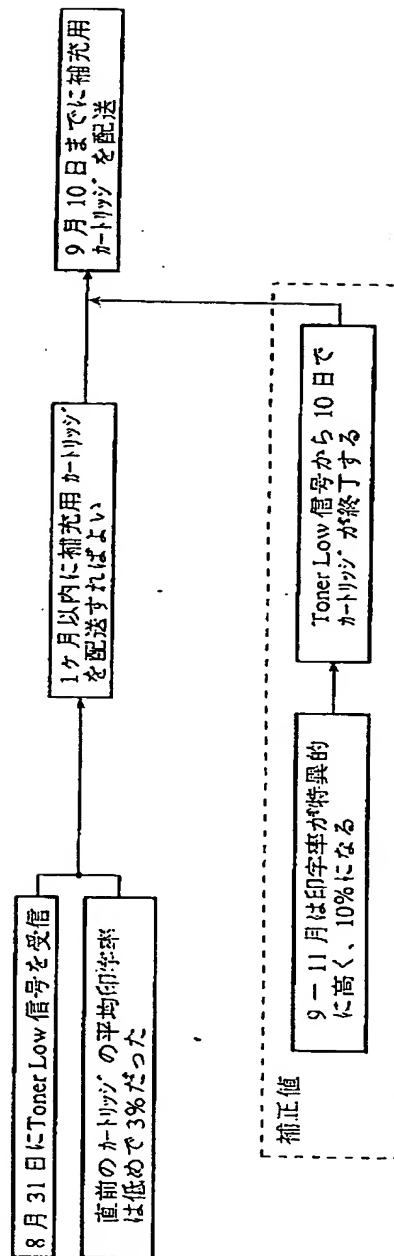 8月31日にToner Low信号を受信
直前のカートリッジの平均印字率
は低めで3%だった
1ヶ月以内に補充用カートリッジ
を配送すればよい
9月10日までに補充用
カートリッジを配送
補正値
9－11月は印字率が特異的
に高く、10%になる
Toner Low信号から10日で
カートリッジが終了する